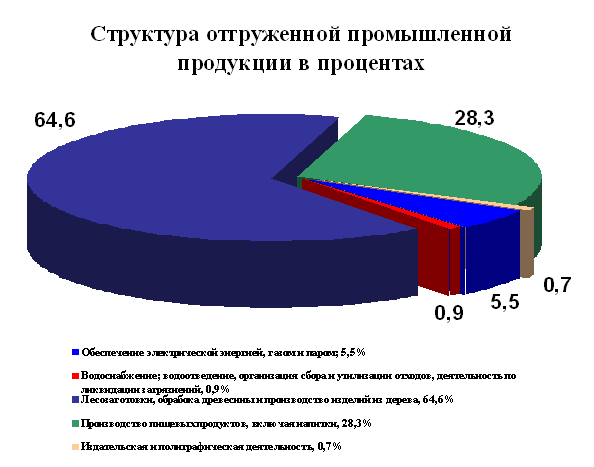 Структура отгруженной промышленной
продукции в процентах
64,6
28,3
0,7
5,5
0,9
Обеспечение электрической энергией, газом и паром; 5,5%
Водоснабжение; водоотведение, организация сбора и утилизации отходов, деятельность по
ликвидации загрязнений, 0,9%
Лесозаготовки, обрабока древесины и производство изделий из дерева, 64,6%
Производство пищевых продуктов, включая напитки, 28,3%
Издательская и полиграфическая деятельность, 0,7%